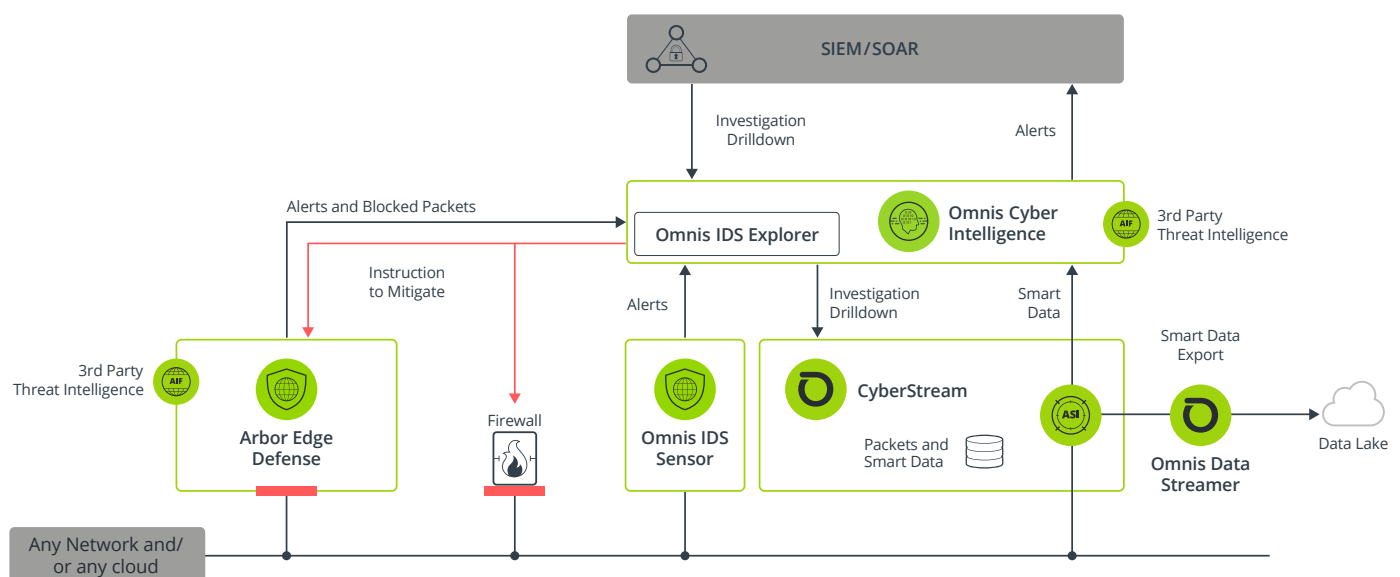 SIEM/SOAR
Investigation
Drilldown
Alerts
Alerts and Blocked Packets
Omnis IDS Explorer
Omnis Cyber
Intelligence
AIF
3rd Party
Threat Intelligence
Instruction
to Mitigate
Alerts
Investigation
Drilldown
Smart
Data
Smart Data
Export
3rd Party
Threat Intelligence
AIF
Arbor Edge
Defense
Firewall
Omnis IDS
Sensor
CyberStream
Packets and
Smart Data
ASI
Omnis Data
Streamer
Data Lake
Any Network and/
or any cloud